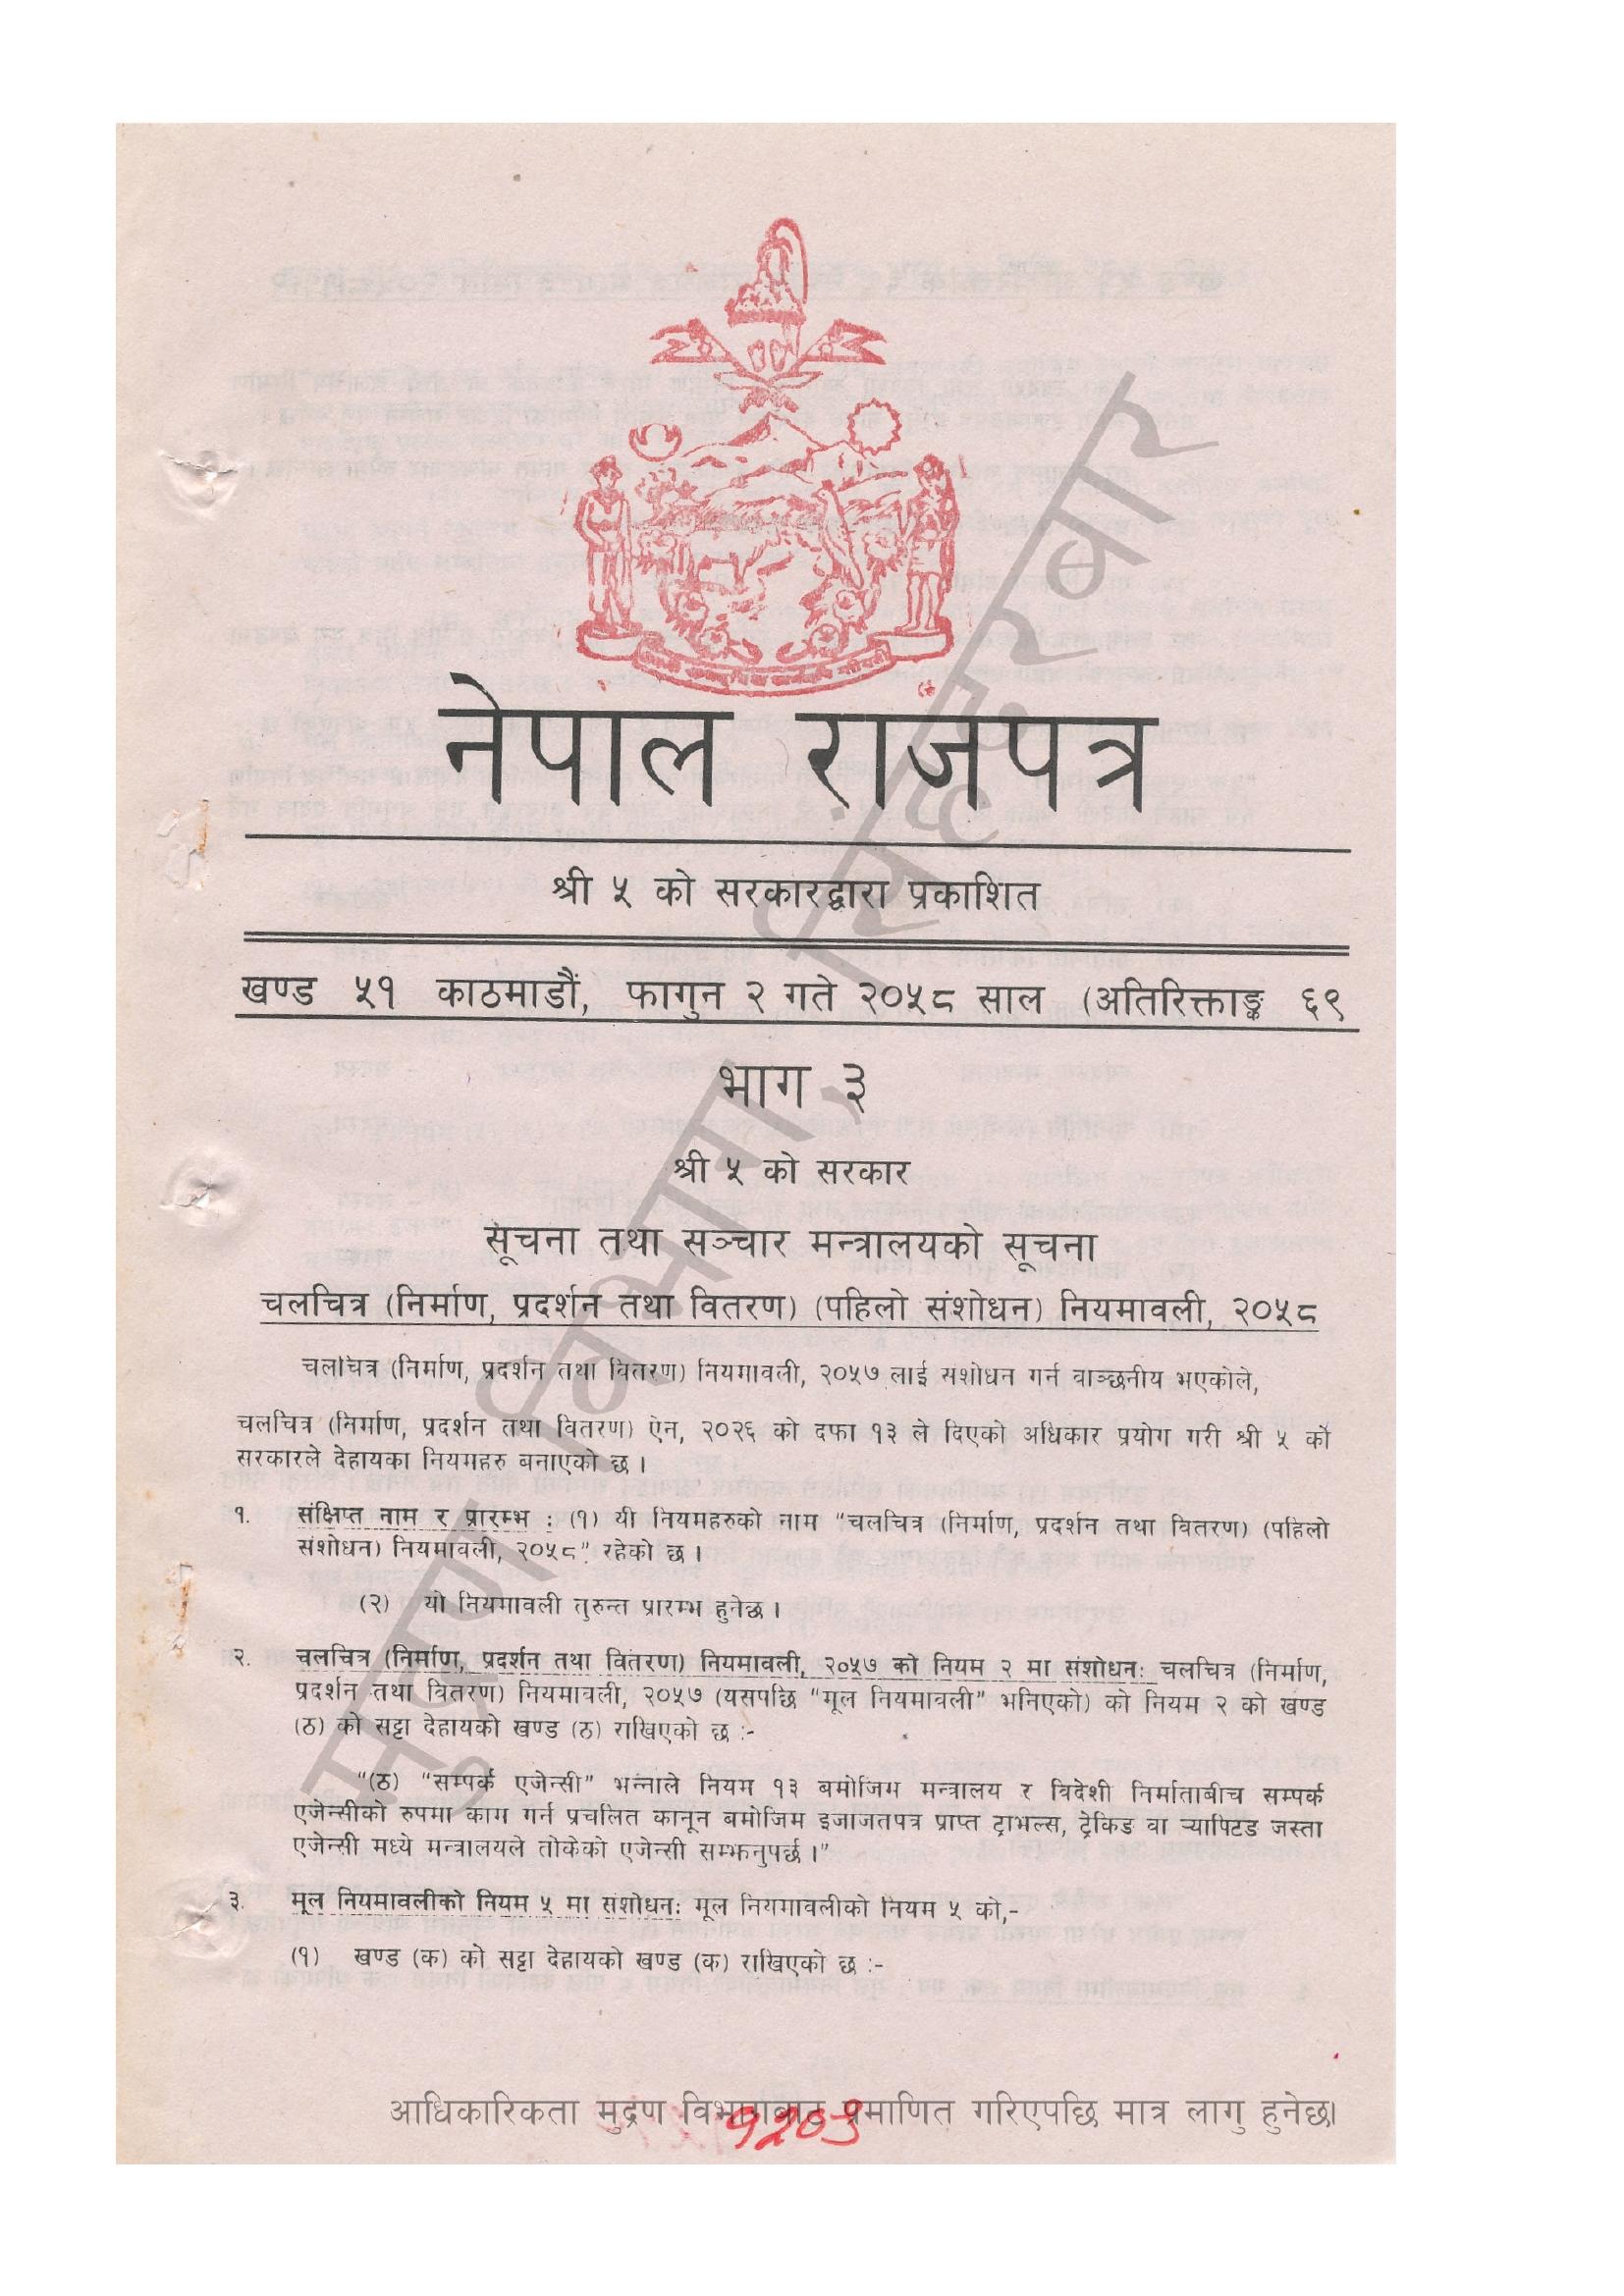 नेपाल राजपत्र
श्री ५ को सरकारद्वारा प्रकाशित
खण्ड ५१ काठमाडौं, फागुन २ गते २०५८ साल (अतिरिक्ताङ्क ६९
भाग ३
श्री ५ को सरकार
सूचना तथा सञ्चार मन्त्रालयको सूचना
चलचित्र (निर्माण, प्रदर्शन तथा वितरण) (पहिलो संशोधन) नियमावली, २०५८
चलचित्र (निर्माण, प्रदर्शन तथा वितरण) नियमावली, २०५७ लाई संशोधन गर्न वाञ्छनीय भएकोले,
चलचित्र (निर्माण, प्रदर्शन तथा वितरण) ऐन, २०२६ को दफा १३ ले दिएको अधिकार प्रयोग गरी श्री ५ को
सरकारले देहायका नियमहरु बनाएको छ ।
१. संक्षिप्त नाम र प्रारम्भ : (१) यी नियमहरुको नाम "चलचित्र (निर्माण, प्रदर्शन तथा वितरण) (पहिलो
संशोधन) नियमावली, २०५८" रहेको छ ।
(२) यो नियमावली तुरुन्त प्रारम्भ हुनेछ ।
२. चलचित्र (निर्माण, प्रदर्शन तथा वितरण) नियमावली, २०५७ को नियम २ मा संशोधनः चलचित्र (निर्माण,
प्रदर्शन तथा वितरण) नियमावली, २०५७ (यसपछि "मूल नियमावली" भनिएको) को नियम २ को खण्ड
(ठ) को सट्टा देहायको खण्ड (ठ) राखिएको छ :-
"(ठ) "सम्पर्क एजेन्सी" भन्नाले नियम १३ बमोजिम मन्त्रालय र विदेशी निर्माताबीच सम्पर्क
एजेन्सीको रुपमा काम गर्न प्रचलित कानून बमोजिम इजाजतपत्र प्राप्त ट्राभल्स, ट्रेकिङ वा र्‍यापिटङ जस्ता
एजेन्सी मध्ये मन्त्रालयले तोकेको एजेन्सी सम्झनुपर्छ ।"
३. मूल नियमावलीको नियम ५ मा संशोधनः मूल नियमावलीको नियम ५ को,-
(१) खण्ड (क) को सट्टा देहायको खण्ड (क) राखिएको छ :-
आधिकारिकता मुद्रण विभागबाट प्रमाणित गरिएपछि मात्र लागु हुनेछ।
मुद्रण विभाग, सिंहदरबार